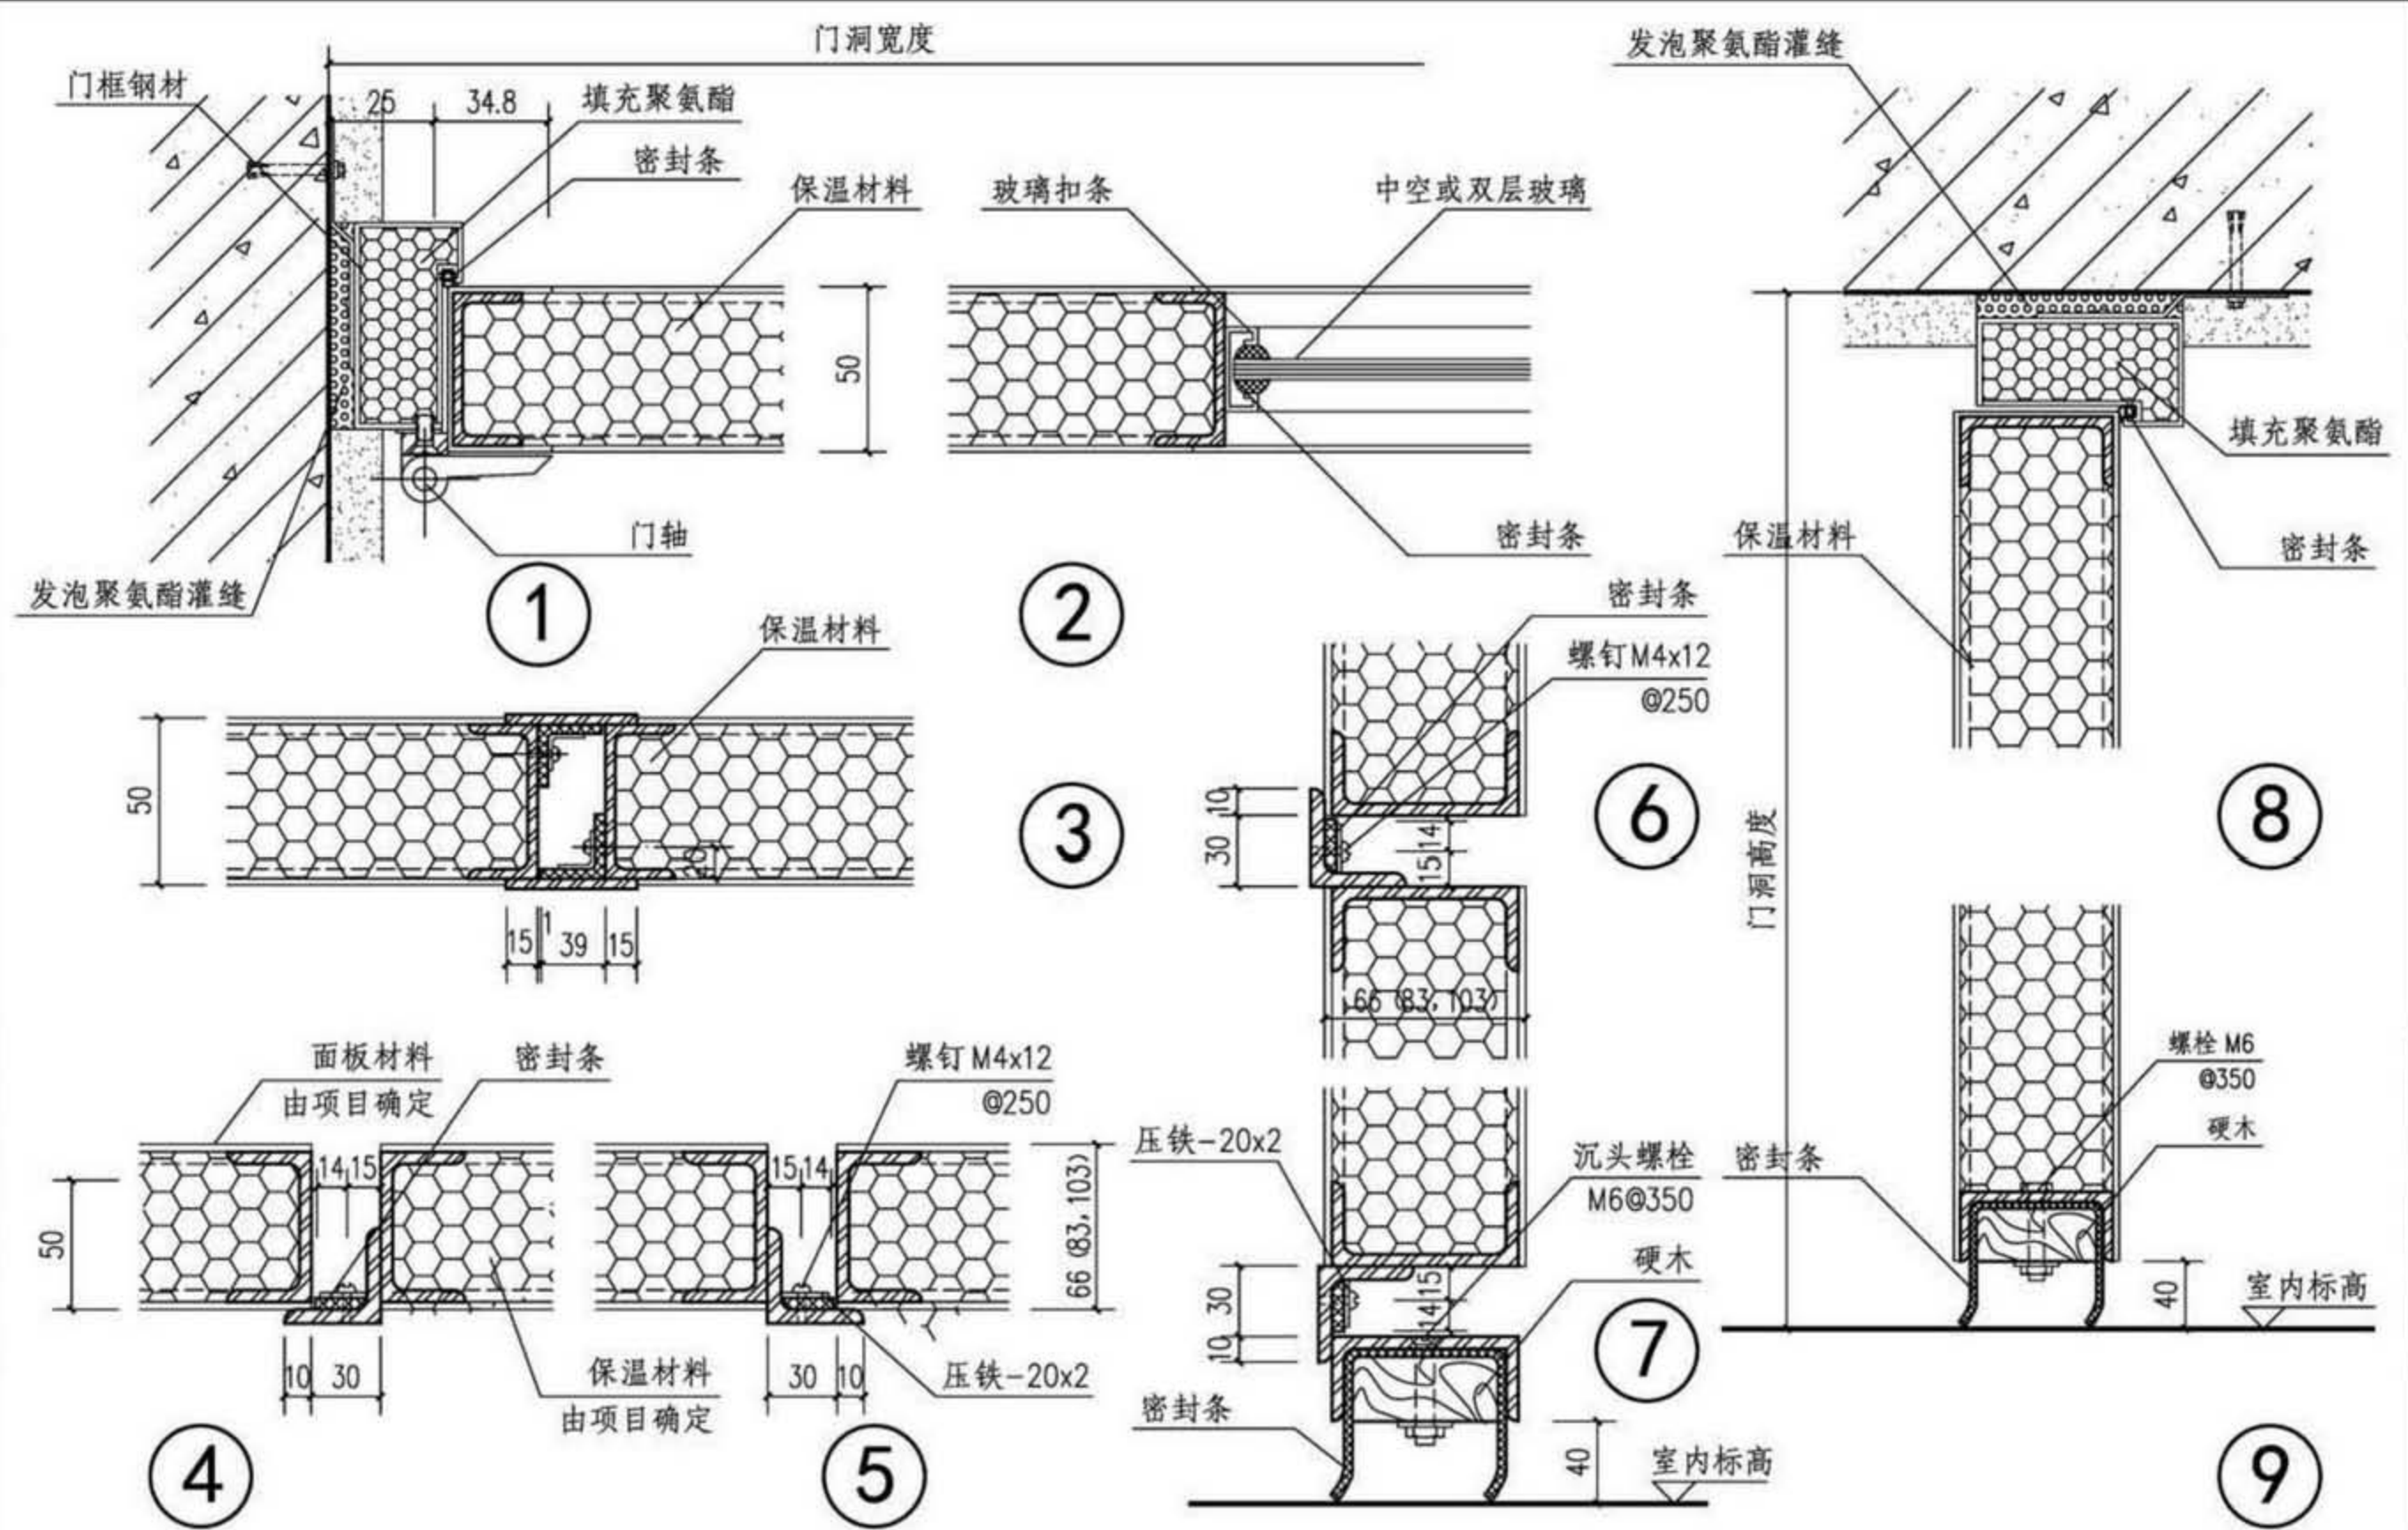 门洞宽度
门框钢材
25
34.8
填充聚氨酯
密封条
保温材料
50
门轴
发泡聚氨酯灌缝
1
玻璃扣条
中空或双层玻璃
密封条
2
发泡聚氨酯灌缝
填充聚氨酯
保温材料
密封条
8
门洞高度
保温材料
50
20
15
1
39
15
3
密封条
螺钉M4x12
@250
6
10
30
14
15
66 (83,103)
面板材料
由项目确定
密封条
14
15
50
10
30
保温材料
由项目确定
4
螺钉M4x12
@250
15
14
66 (83,103)
30
10
压铁-20x2
5
压铁-20x2
沉头螺栓
M6@350
硬木
30
10
15
14
7
密封条
40
室内标高
螺栓M6
@350
硬木
密封条
40
室内标高
9